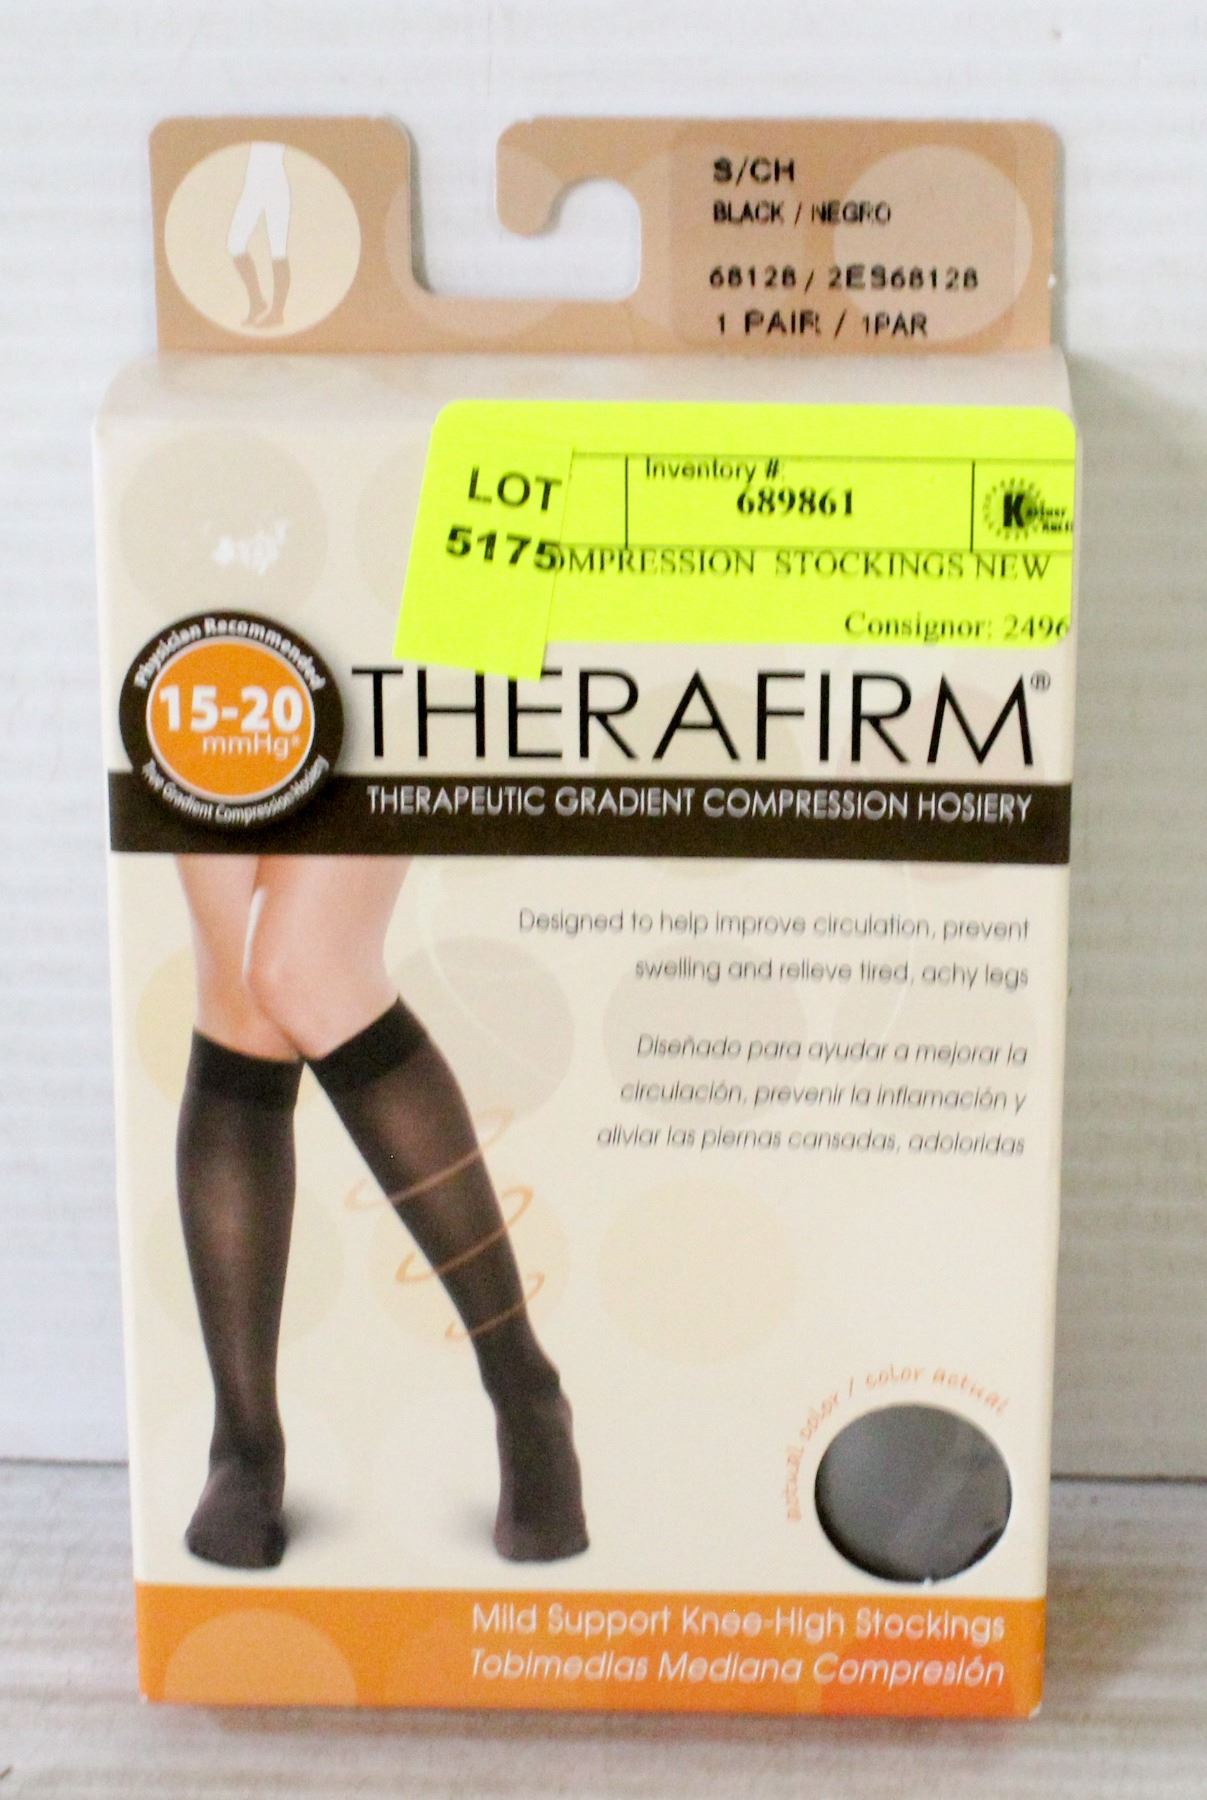 S/CH
BLACK / NEGRO
68128 / 2ES68128
1 PAIR / 1PAR
LOT
5175
Inventory #
689861
OMPRESSION STOCKINGS NEW
Consignor: 2496
Physician Recommended
15-20
mmHg*
True Gradient Compression Hosiery
THERAFIRM®
THERAPEUTIC GRADIENT COMPRESSION HOSIERY
Designed to help improve circulation, prevent
swelling and relieve tired, achy legs
Diseñado para ayudar a mejorar la
circulación, prevenir la inflamación y
aliviar las piernas cansadas, adoloridas
actual color / color actual
Mild Support Knee-High Stockings
Tobimedias Mediana Compresión